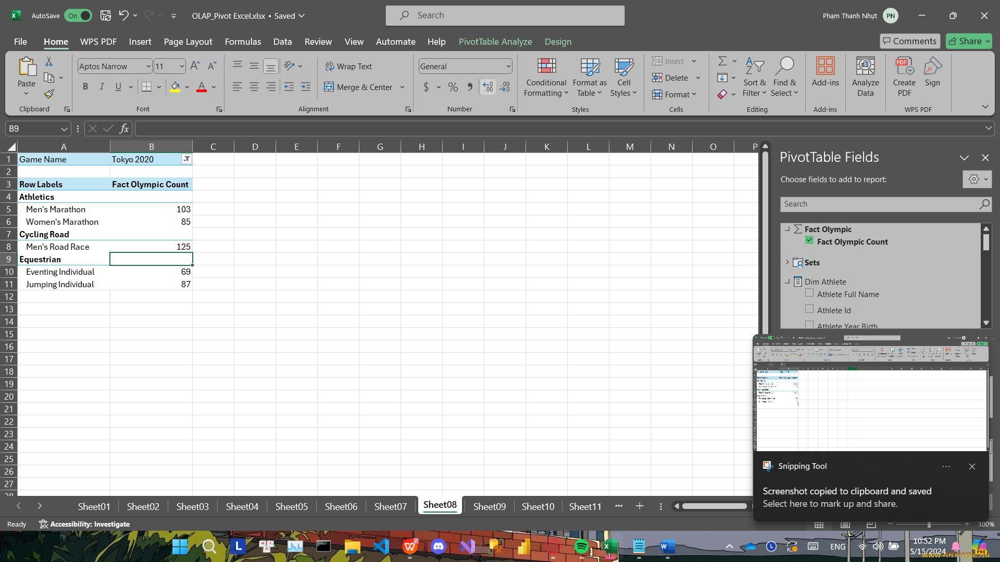 AutoSave On OLAP_Pivot Excel.xlsx • Saved Search Phạm Thanh Nhựt PN
File Home WPS PDF Insert Page Layout Formulas Data Review View Automate Help PivotTable Analyze Design Comments Share
Paste
Clipboard
Aptos Narrow 11
B I U A
Font
Wrap Text
Merge & Center
Alignment
General
$ % 9
Number
Conditional Formatting
Format as Table
Cell Styles
Styles
Insert
Delete
Format
Cells
Sort & Filter
Find & Select
Editing
Add-ins
Add-ins
Analyze Data
Create PDF
Sign
WPS PDF
B9 fx
A B C D E F G H I J K L M N O P
1 Game Name Tokyo 2020
2
3 Row Labels Fact Olympic Count
4 Athletics
5 Men's Marathon 103
6 Women's Marathon 85
7 Cycling Road
8 Men's Road Race 125
9 Equestrian
10 Eventing Individual 69
11 Jumping Individual 87
12
13
14
15
16
17
18
19
20
21
22
23
24
25
26
27
28
PivotTable Fields
Choose fields to add to report:
Search
Fact Olympic
Fact Olympic Count
Sets
Dim Athlete
Athlete Full Name
Athlete Id
Athlete Year Birth
Snipping Tool
Screenshot copied to clipboard and saved
Select here to mark up and share.
Sheet01 Sheet02 Sheet03 Sheet04 Sheet05 Sheet06 Sheet07 Sheet08 Sheet09 Sheet10 Sheet11
Ready Accessibility: Investigate 100%
ENG 10:52 PM
5/15/2024